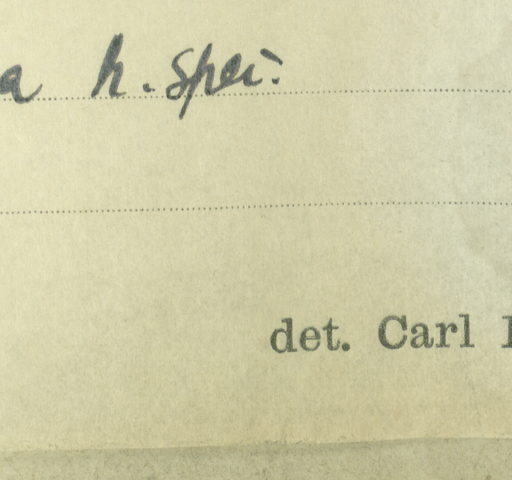 a n. spec.
det. Carl